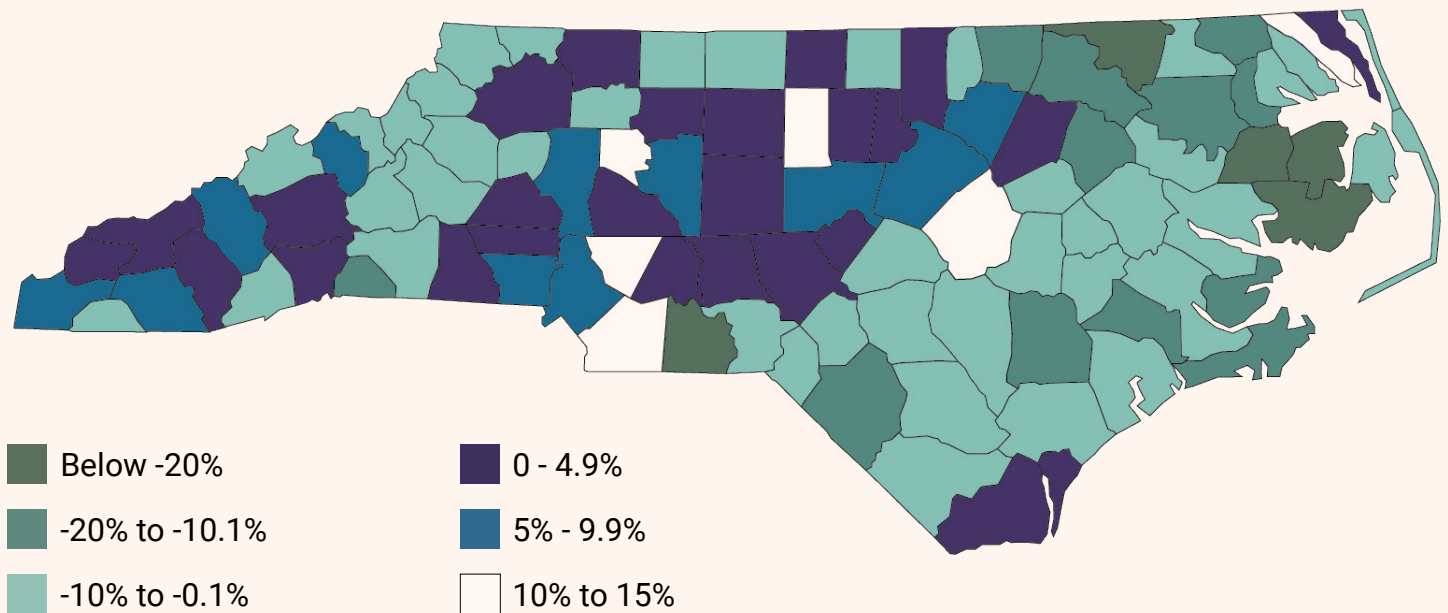 Below -20%
-20% to -10.1%
-10% to -0.1%
0 - 4.9%
5% - 9.9%
10% to 15%